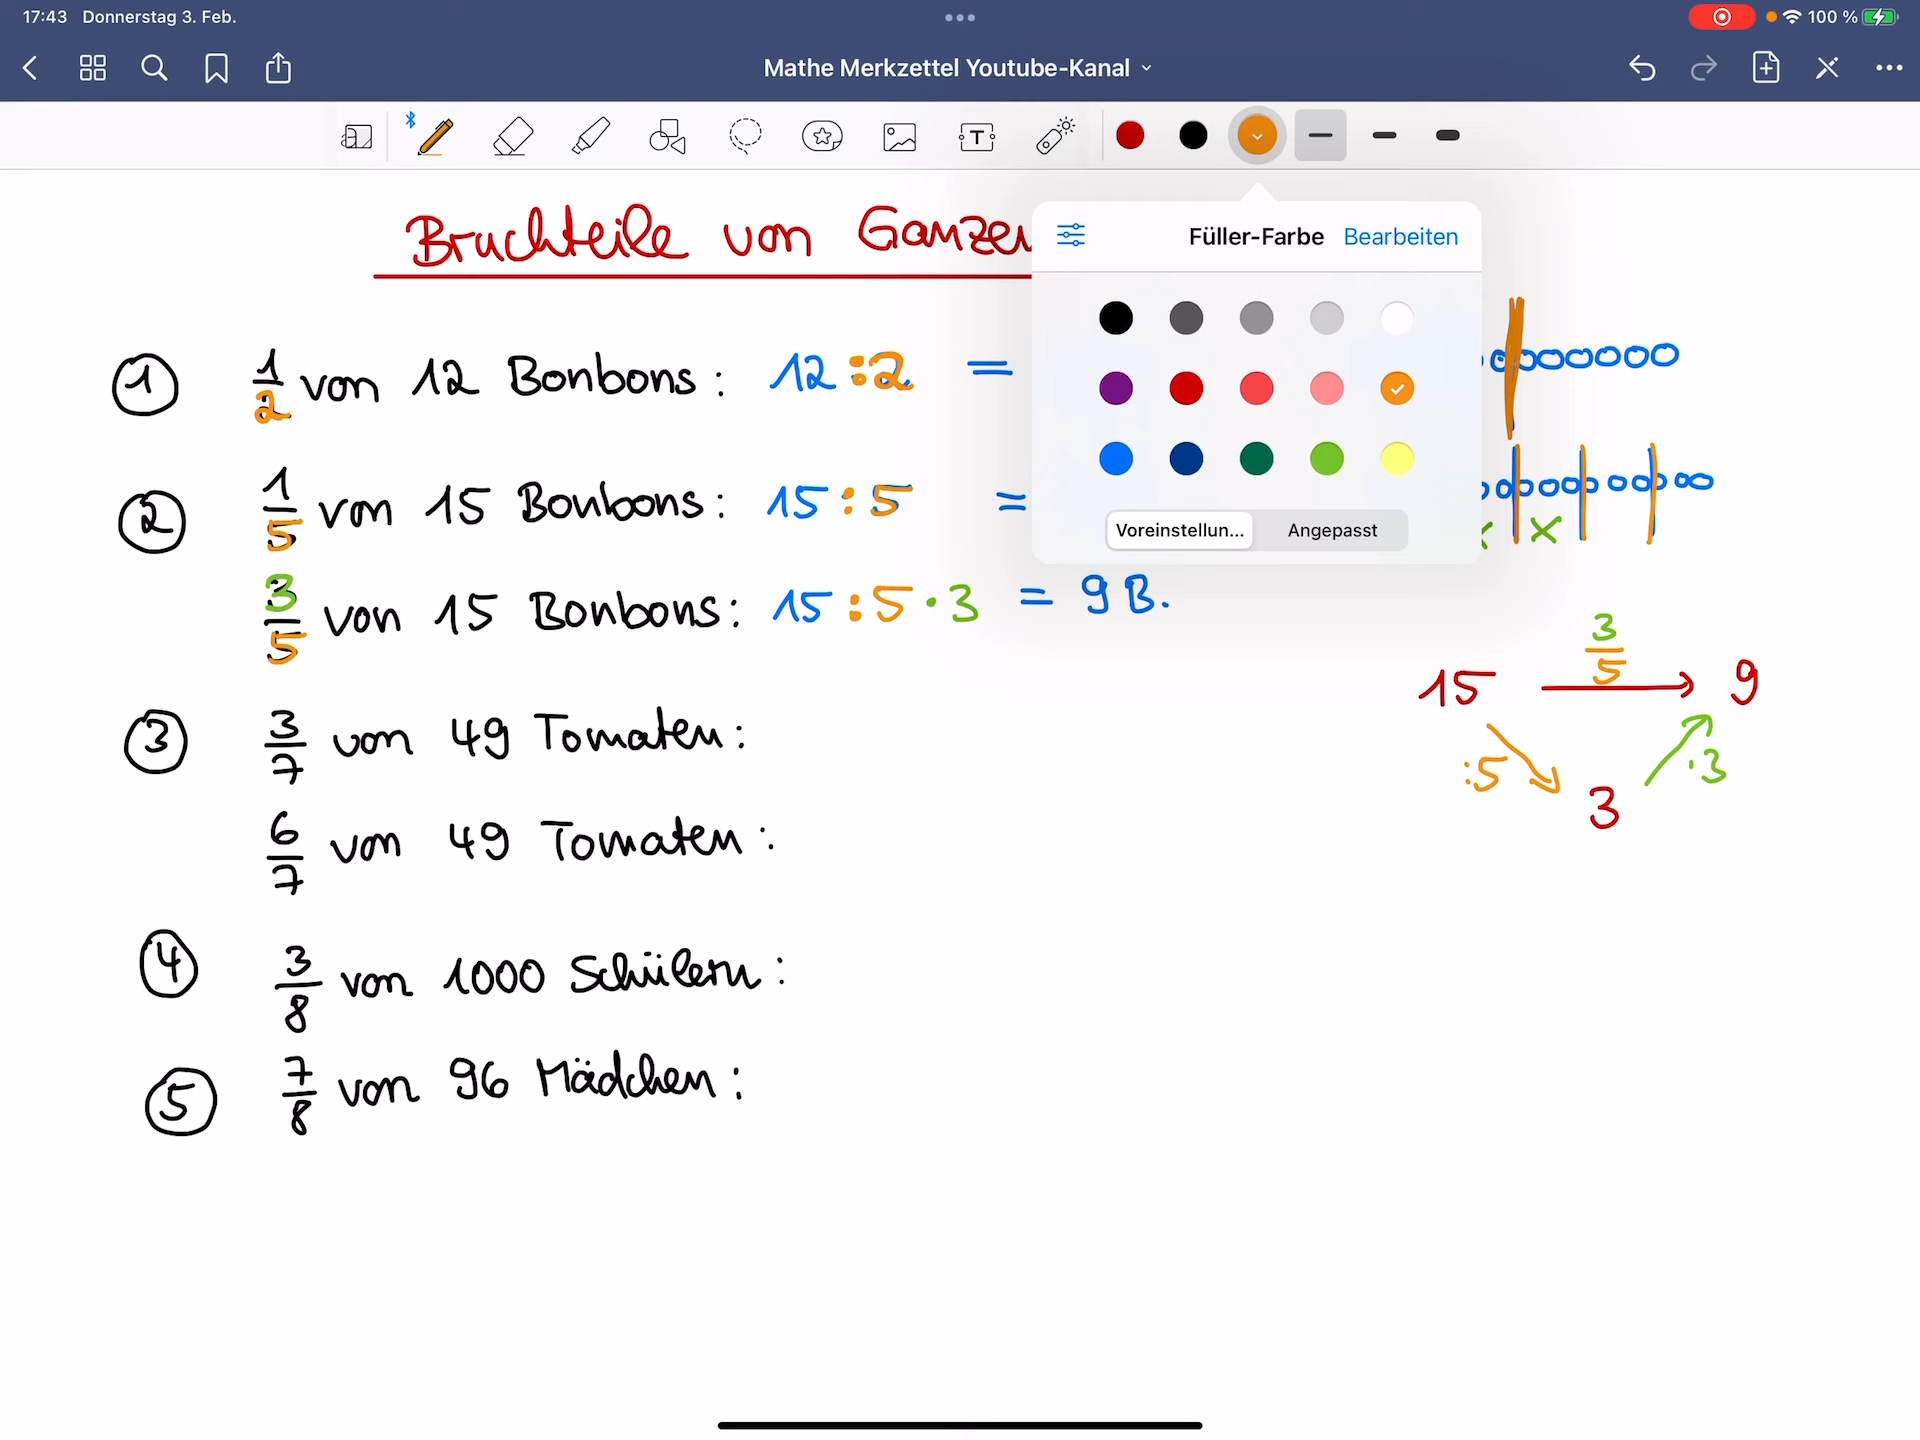 17:43 Donnerstag 3. Feb.
100 %
Mathe Merkzettel Youtube-Kanal
Bruchteile von Ganzen
Füller-Farbe Bearbeiten
Voreinstellun... Angepasst
① 1/2 von 12 Bonbons: 12 : 2 =
② 1/5 von 15 Bonbons: 15 : 5 =
x x
3/5 von 15 Bonbons: 15 : 5 · 3 = 9 B.
15 3/5 9
:5 3 ·3
③ 3/7 von 49 Tomaten:
6/7 von 49 Tomaten:
④ 3/8 von 1000 Schülern:
⑤ 7/8 von 96 Mädchen: